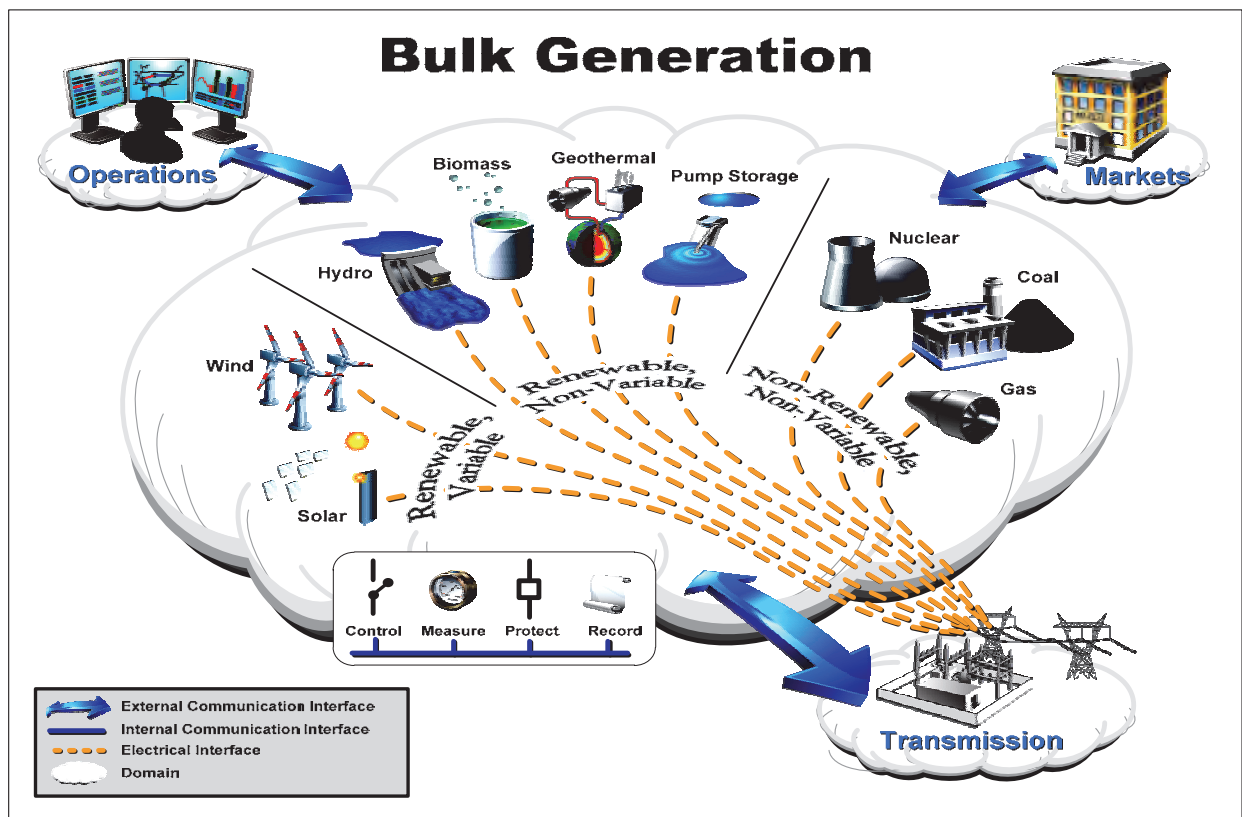 Bulk Generation
Operations
Markets
Biomass
Geothermal
Pump Storage
Hydro
Nuclear
Coal
Wind
Gas
Solar
Renewable,
Variable
Renewable,
Non-Variable
Non-Renewable,
Non-Variable
Control
Measure
Protect
Record
External Communication Interface
Internal Communication Interface
Electrical Interface
Domain
Transmission